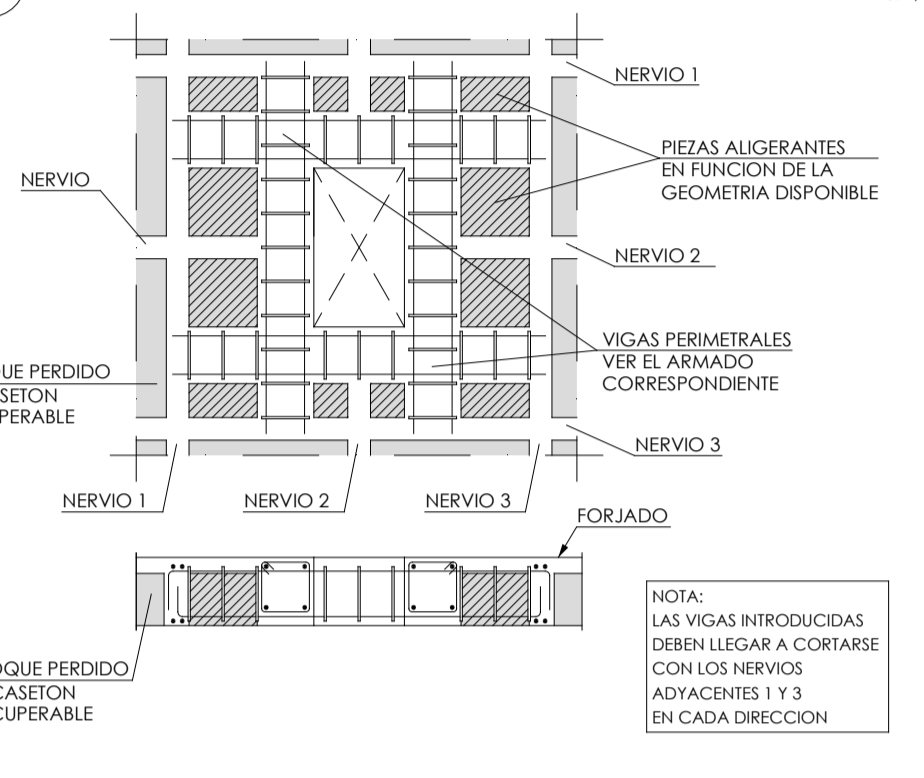 NERVIO 1
PIEZAS ALIGERANTES
EN FUNCION DE LA
GEOMETRIA DISPONIBLE
NERVIO
NERVIO 2
VIGAS PERIMETRALES
VER EL ARMADO
CORRESPONDIENTE
UE PERDIDO
SETON
PERABLE
NERVIO 3
NERVIO 1
NERVIO 2
NERVIO 3
FORJADO
NOTA:
LAS VIGAS INTRODUCIDAS
DEBEN LLEGAR A CORTARSE
CON LOS NERVIOS
ADYACENTES 1 Y 3
EN CADA DIRECCION
OQUE PERDIDO
CASETON
CUPERABLE